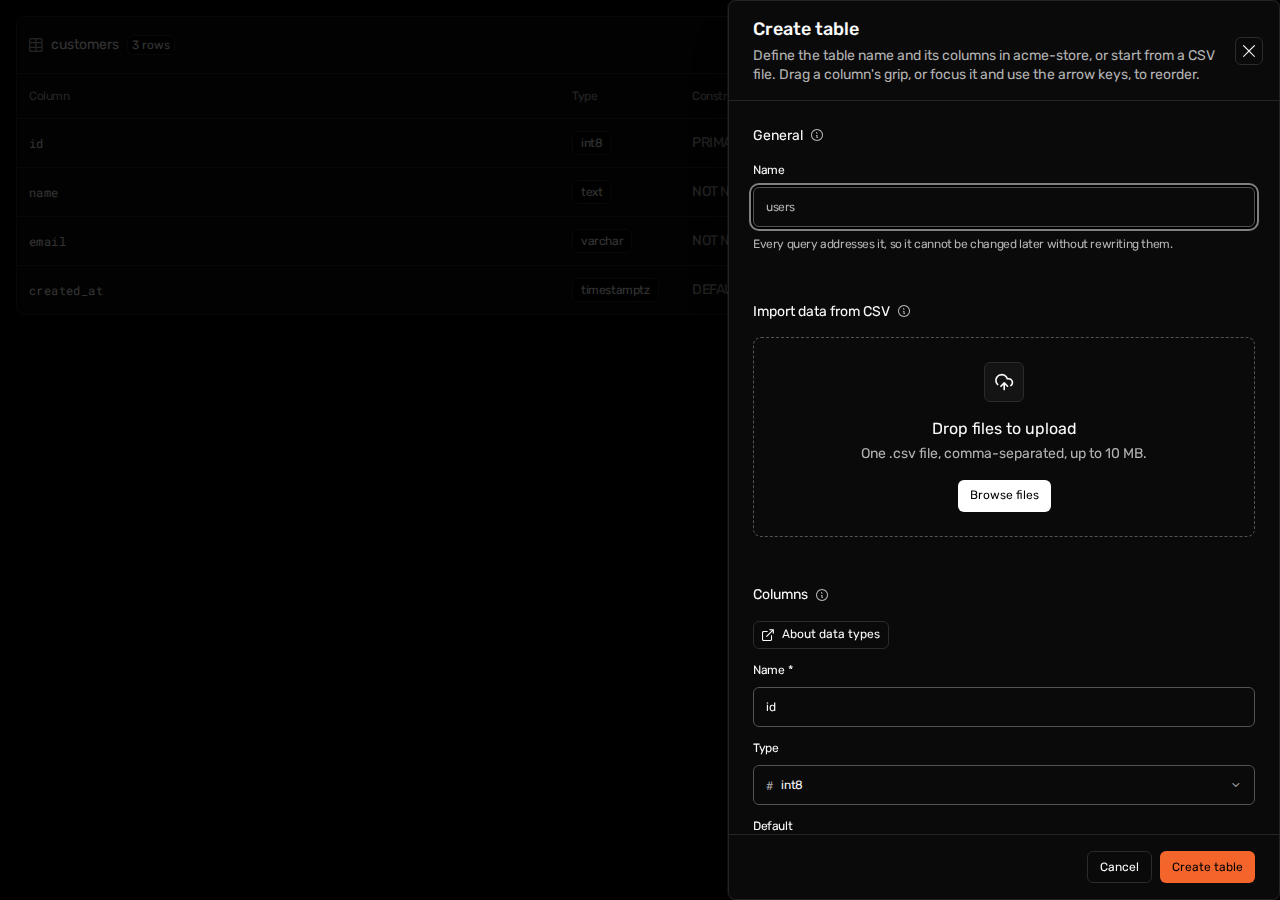 customers 3 rows
Column Type
id int8
name text
email varchar
created_at timestamptz
Create table
Define the table name and its columns in acme-store, or start from a CSV
file. Drag a column's grip, or focus it and use the arrow keys, to reorder.
General
Name
users
Every query addresses it, so it cannot be changed later without rewriting them.
Import data from CSV
Drop files to upload
One .csv file, comma-separated, up to 10 MB.
Browse files
Columns
About data types
Name *
id
Type
# int8
Default
Cancel Create table